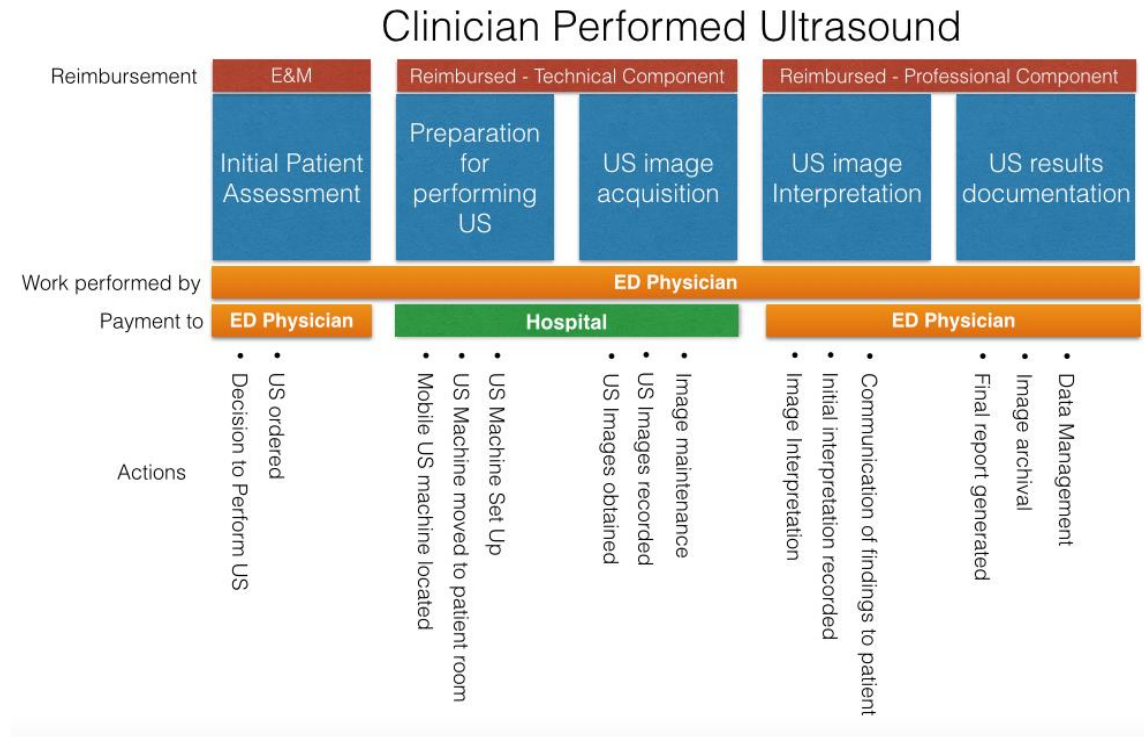 Clinician Performed Ultrasound
Reimbursement
E&M
Reimbursed - Technical Component
Reimbursed - Professional Component
Initial Patient
Assessment
Preparation
for
performing
US
US image
acquisition
US image
Interpretation
US results
documentation
Work performed by
ED Physician
Payment to
ED Physician
Hospital
ED Physician
Actions
• Decision to Perform US
• US ordered
• Mobile US machine located
• US Machine moved to patient room
• US Machine Set Up
• US Images obtained
• US Images recorded
• Image maintenance
• Image Interpretation
• Initial interpretation recorded
• Communication of findings to patient
• Final report generated
• Image archival
• Data Management